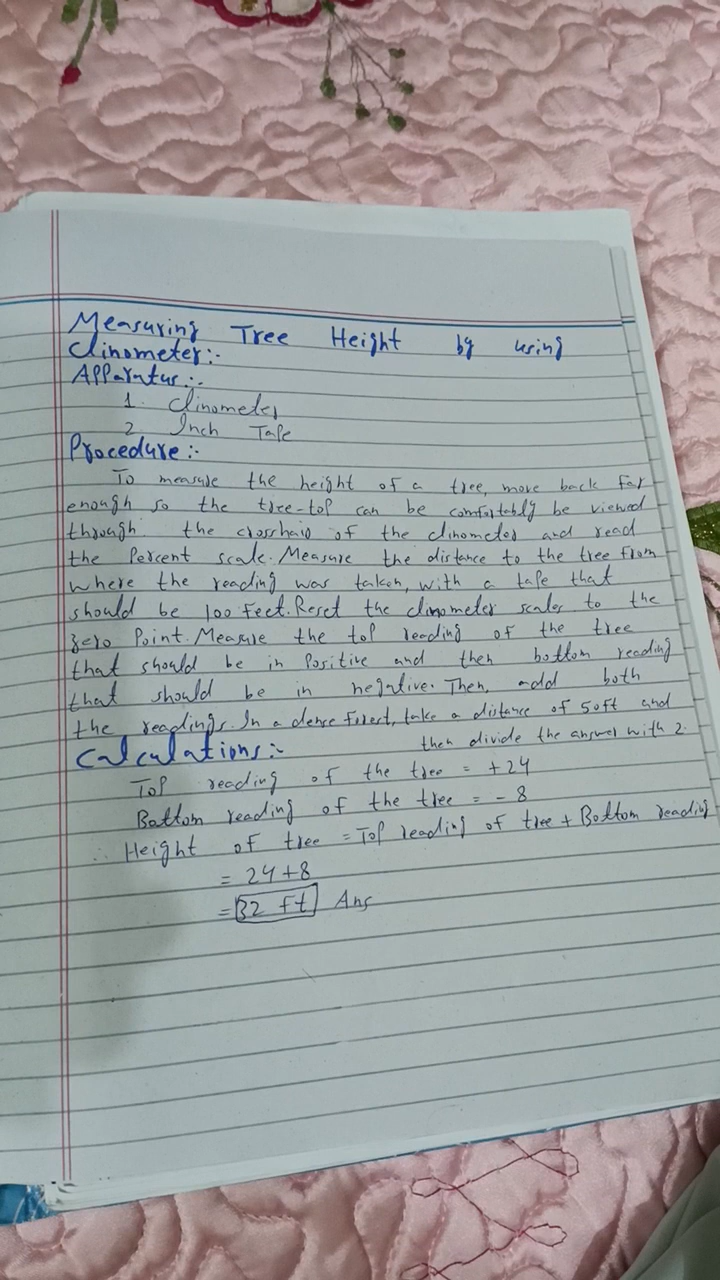 Measuring Tree Height by using
Clinometer:-
Apparatus:-
1. Clinometer
2. Inch Tape
Procedure:-
To measure the height of a tree, move back far
enough so the tree-top can be comfortably be viewed
through the crosshair of the clinometer and read
the Percent scale. Measure the distance to the tree from
where the reading was taken, with a tape that
should be 100 Feet. Reset the clinometer scales to the
zero Point. Measure the top reading of the tree
that should be in Positive and then bottom reading
that should be in negative. Then, add both
the readings. In a dense Forest, take a distance of 50ft and
then divide the answer with 2.
Calculations:-
Top reading of the tree = +24
Bottom reading of the tree = -8
∴ Height of tree = Top reading of tree + Bottom reading
= 24+8
= 32 ft Ans